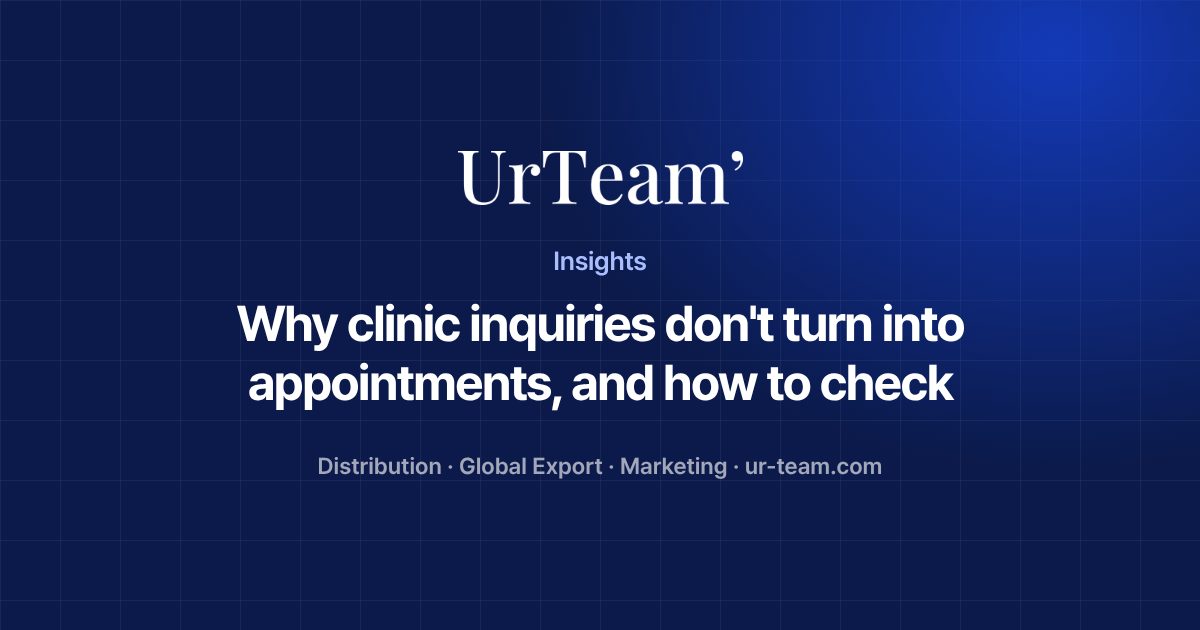 UrTeam’
Insights
Why clinic inquiries don't turn into
appointments, and how to check
Distribution · Global Export · Marketing · ur-team.com